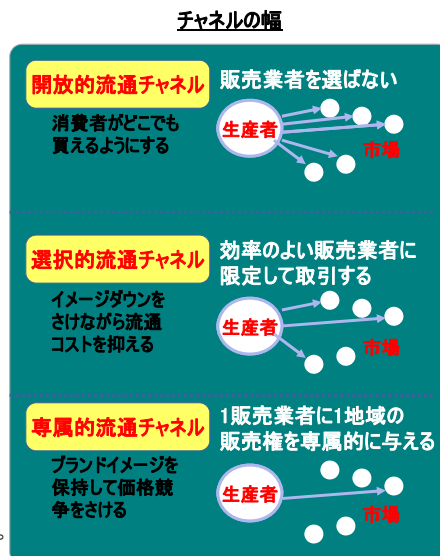 チャネルの幅
開放的流通チャネル
販売業者を選ばない
消費者がどこでも
買えるようにする
生産者
市場
選択的流通チャネル
効率のよい販売業者に
限定して取引する
イメージダウンを
さけながら流通
コストを抑える
生産者
市場
専属的流通チャネル
1販売業者に1地域の
販売権を専属的に与える
ブランドイメージを
保持して価格競
争をさける
生産者
市場
。